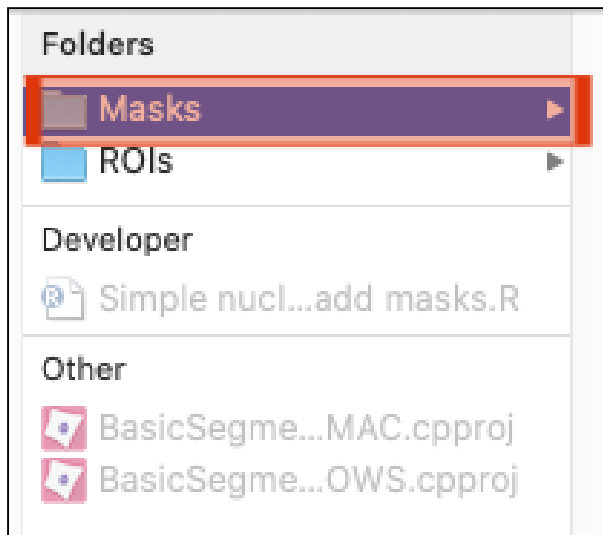 Folders
Masks
ROIs
Developer
Simple nucl...add masks.R
Other
BasicSegme...MAC.cpproj
BasicSegme...OWS.cpproj